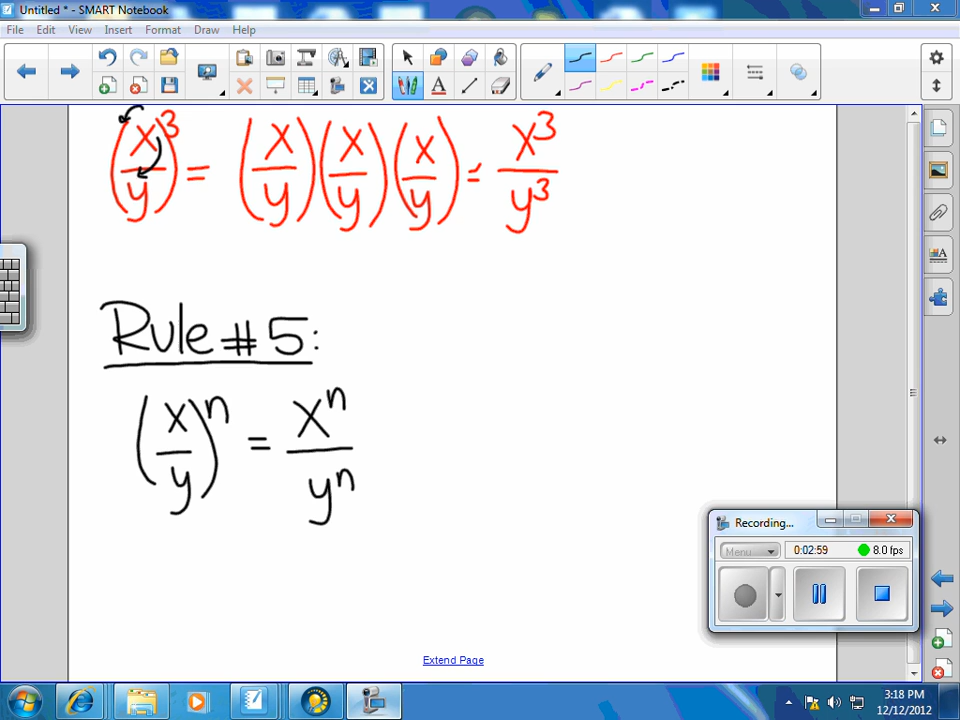 Untitled * - SMART Notebook
File Edit View Insert Format Draw Help
(x/y)³ = (x/y)(x/y)(x/y) = x³/y³
Rule #5:
(x/y)ⁿ = xⁿ/yⁿ
Recording...
Menu 0:02:59 8.0 fps
Extend Page
3:18 PM
12/12/2012